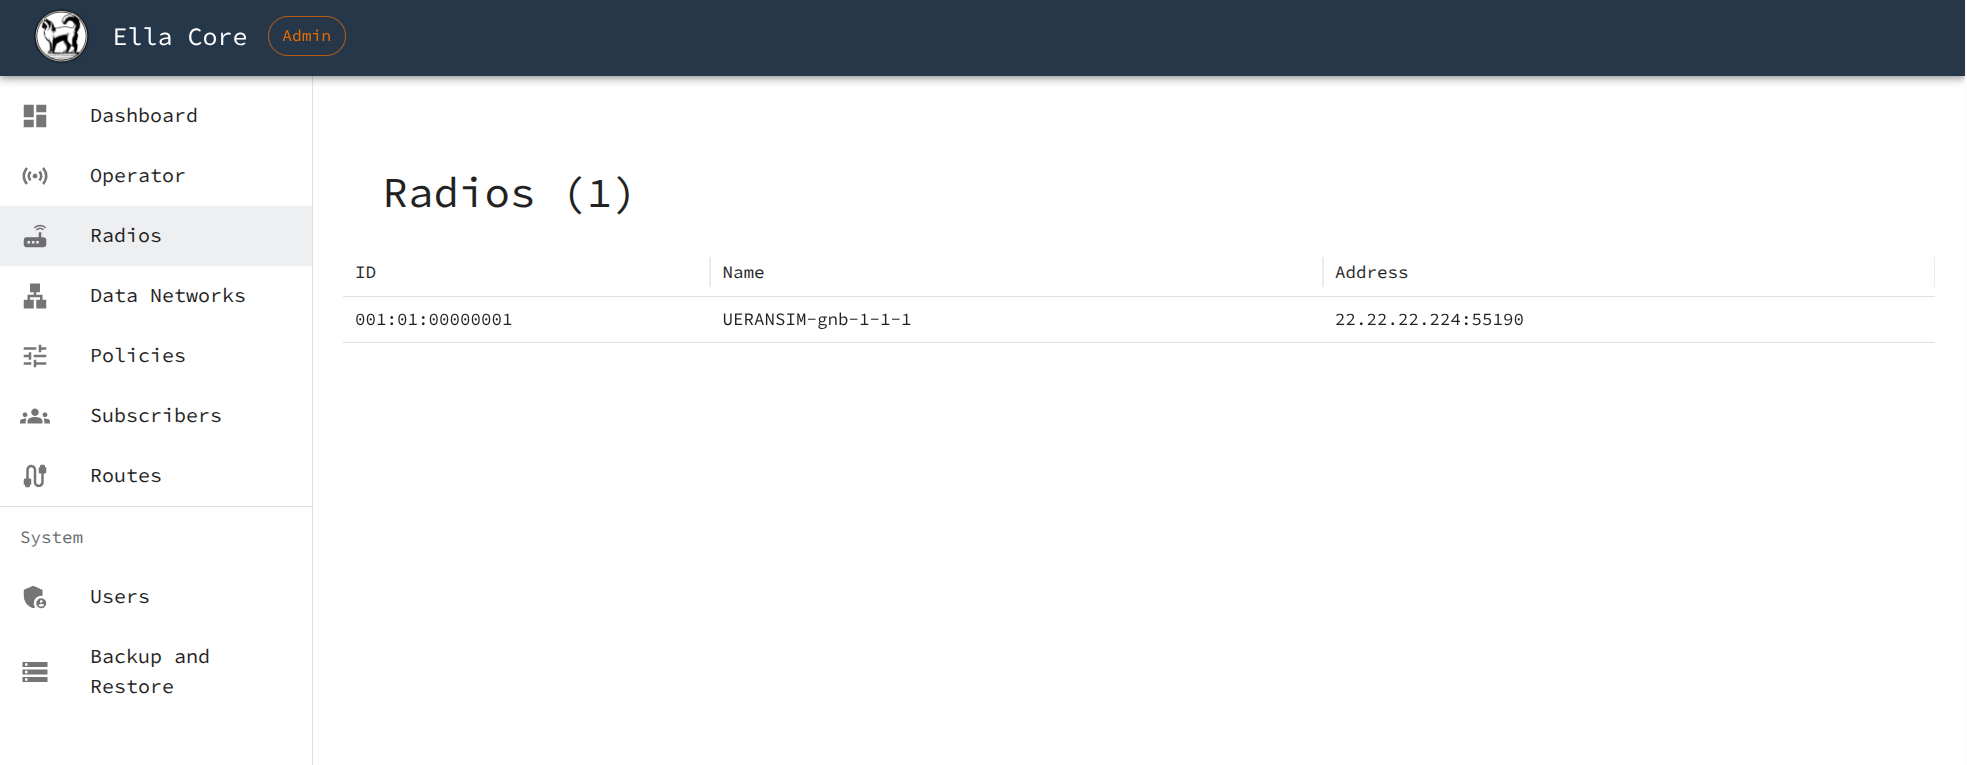 Ella Core
Admin
Dashboard
Operator
Radios
Data Networks
Policies
Subscribers
Routes
System
Users
Backup and
Restore
Radios (1)
ID Name Address
001:01:00000001 UERANSIM-gnb-1-1-1 22.22.22.224:55190